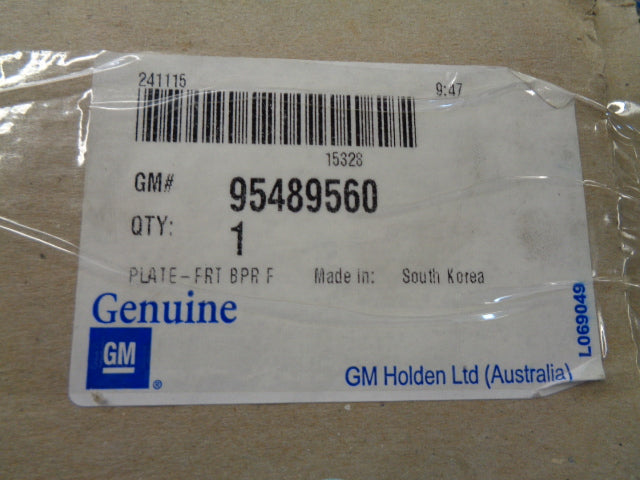 241115 9:47
15328
GM# 95489560
QTY: 1
PLATE-FRT BPR F Made in: South Korea
Genuine
GM ®
GM Holden Ltd (Australia)
L069049